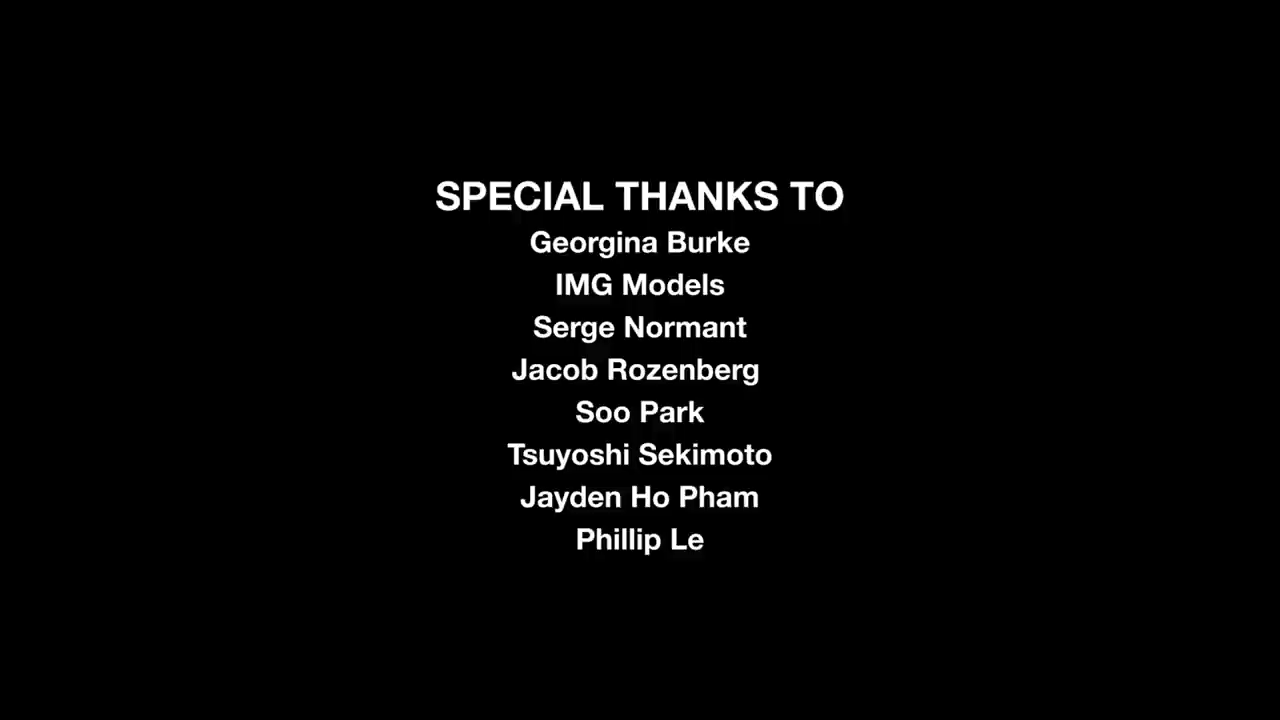 SPECIAL THANKS TO
Georgina Burke
IMG Models
Serge Normant
Jacob Rozenberg
Soo Park
Tsuyoshi Sekimoto
Jayden Ho Pham
Phillip Le